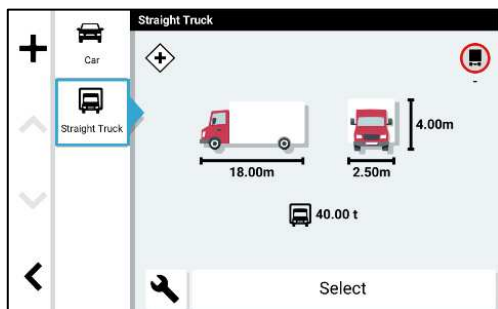 Straight Truck
Car
Straight Truck
-
18.00m
2.50m
4.00m
40.00 t
Select